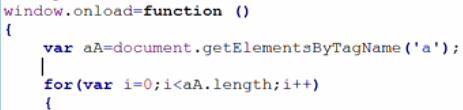 window.onload=function ()
{
    var aA=document.getElementsByTagName('a');
    for(var i=0;i<aA.length;i++)
    {